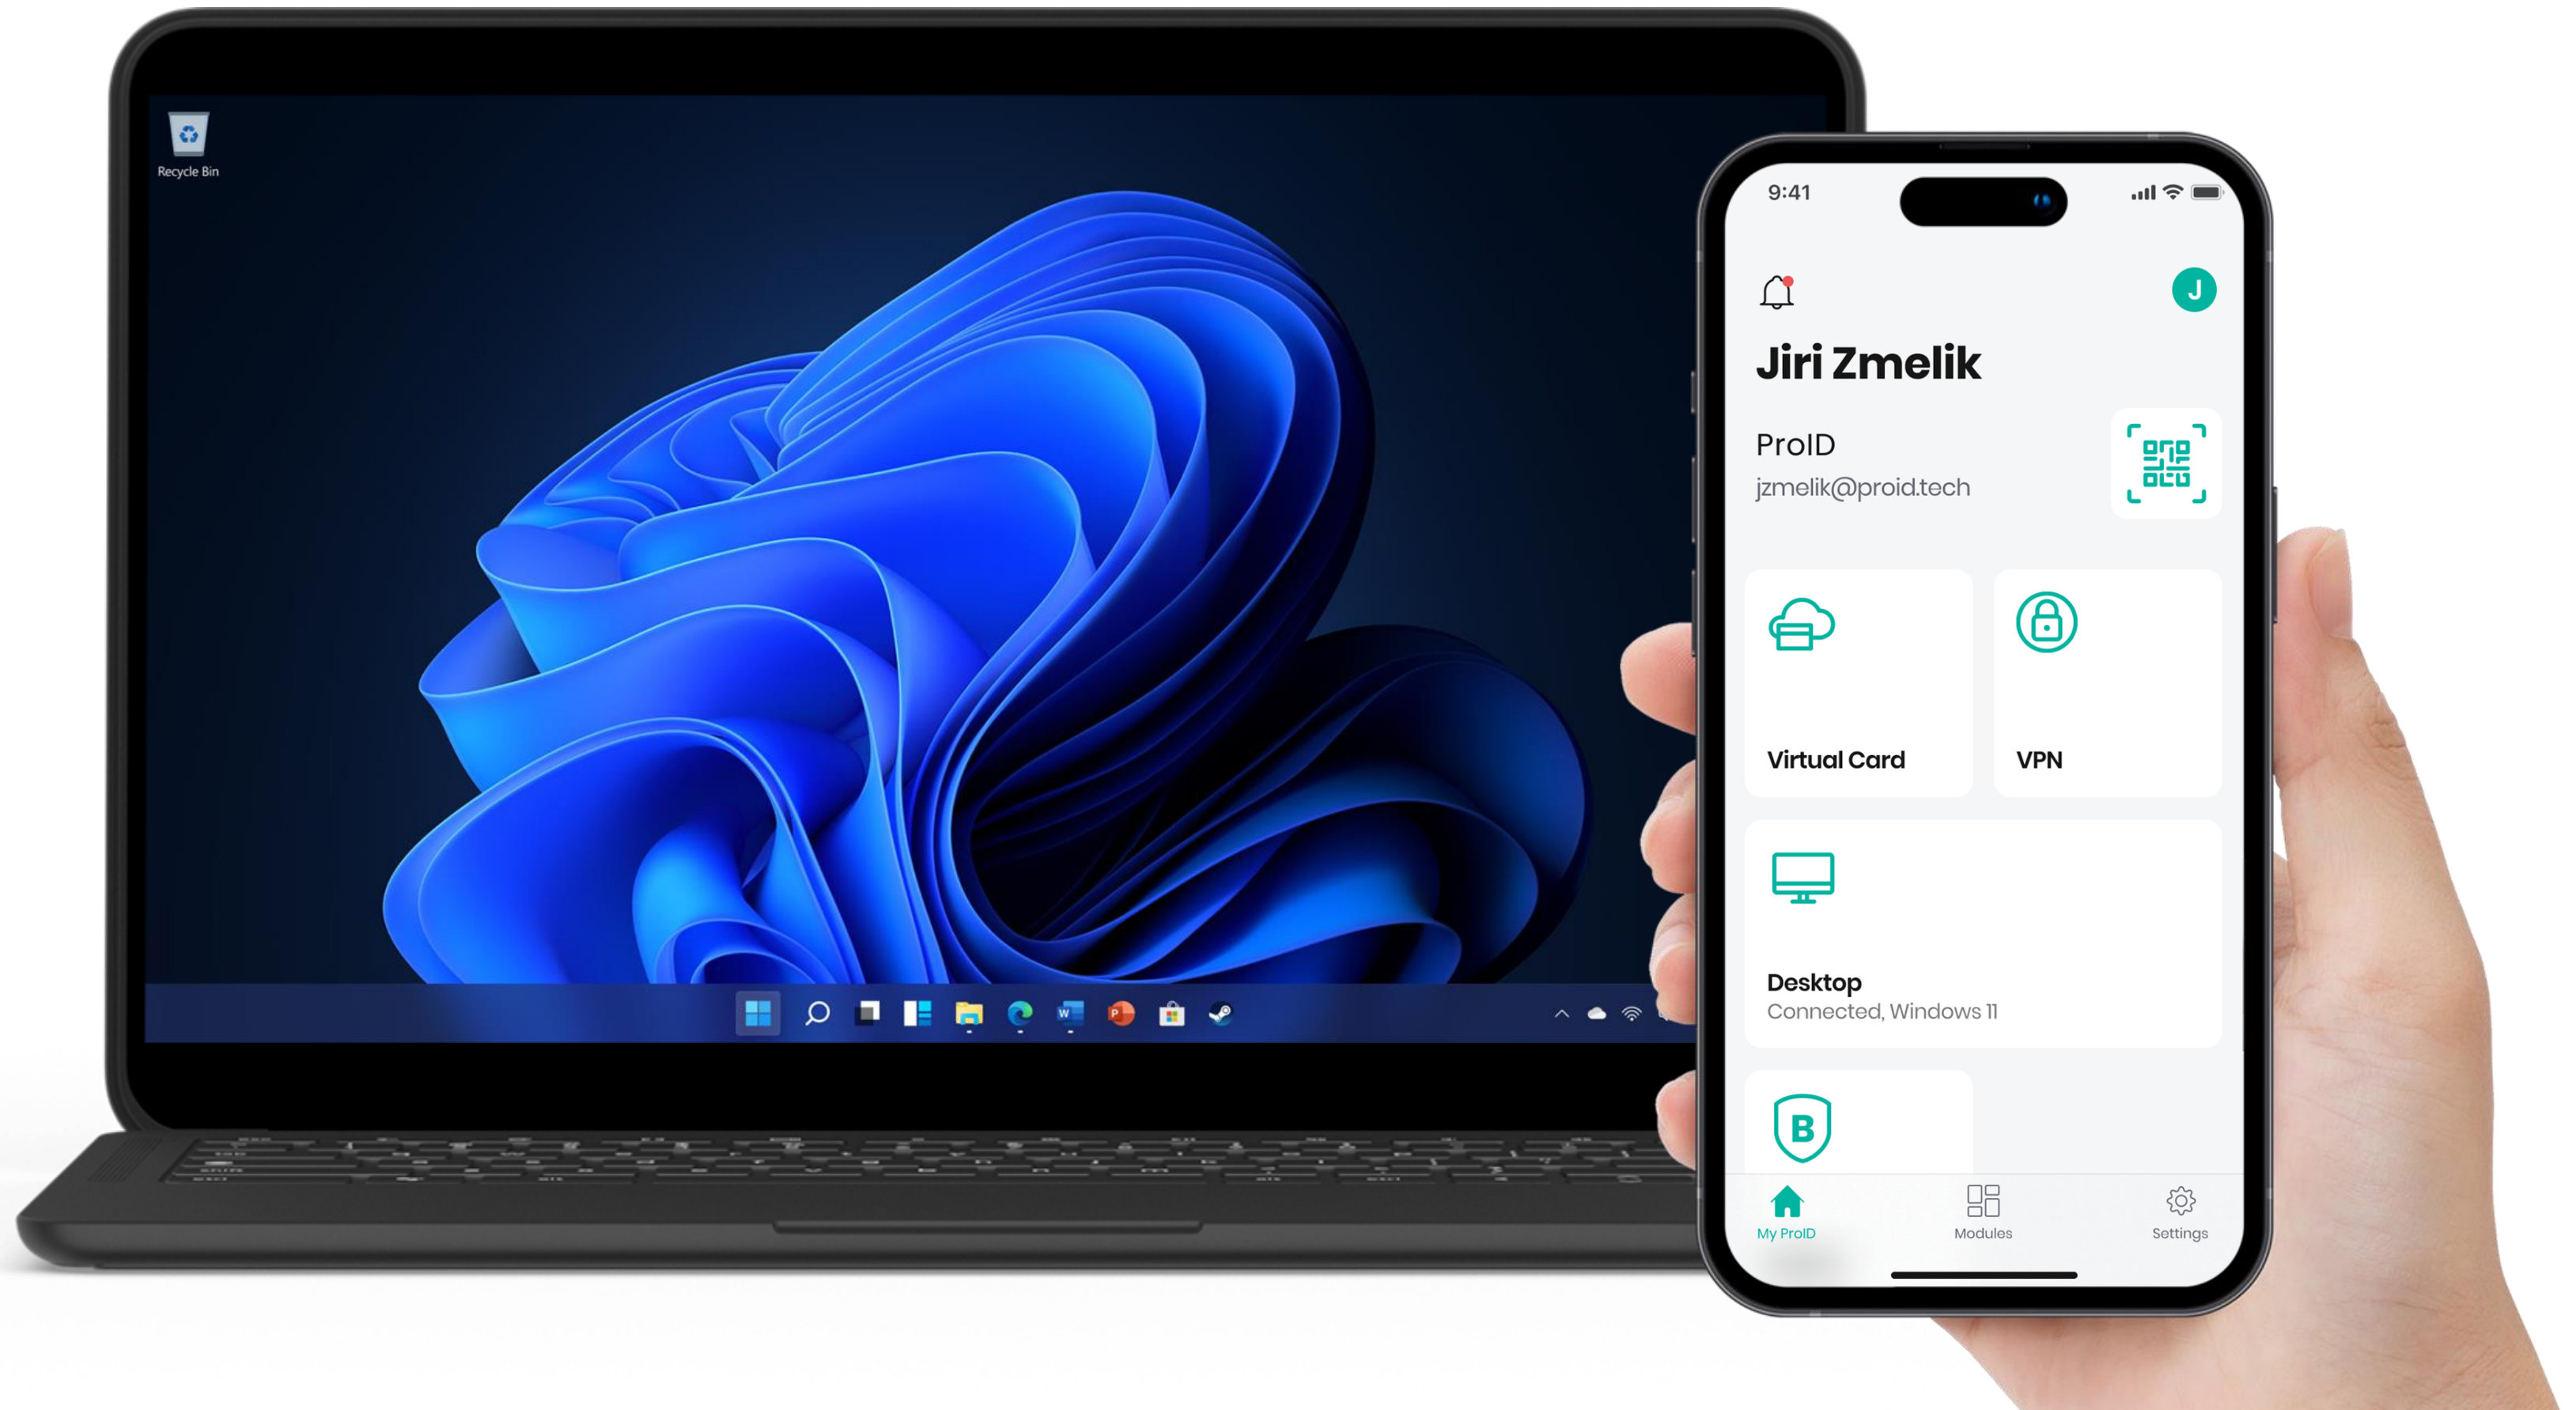 Recycle Bin
9:41
J
Jiri Zmelik
ProID
jzmelik@proid.tech
Virtual Card
VPN
Desktop
Connected, Windows 11
B
My ProID
Modules
Settings
W
P